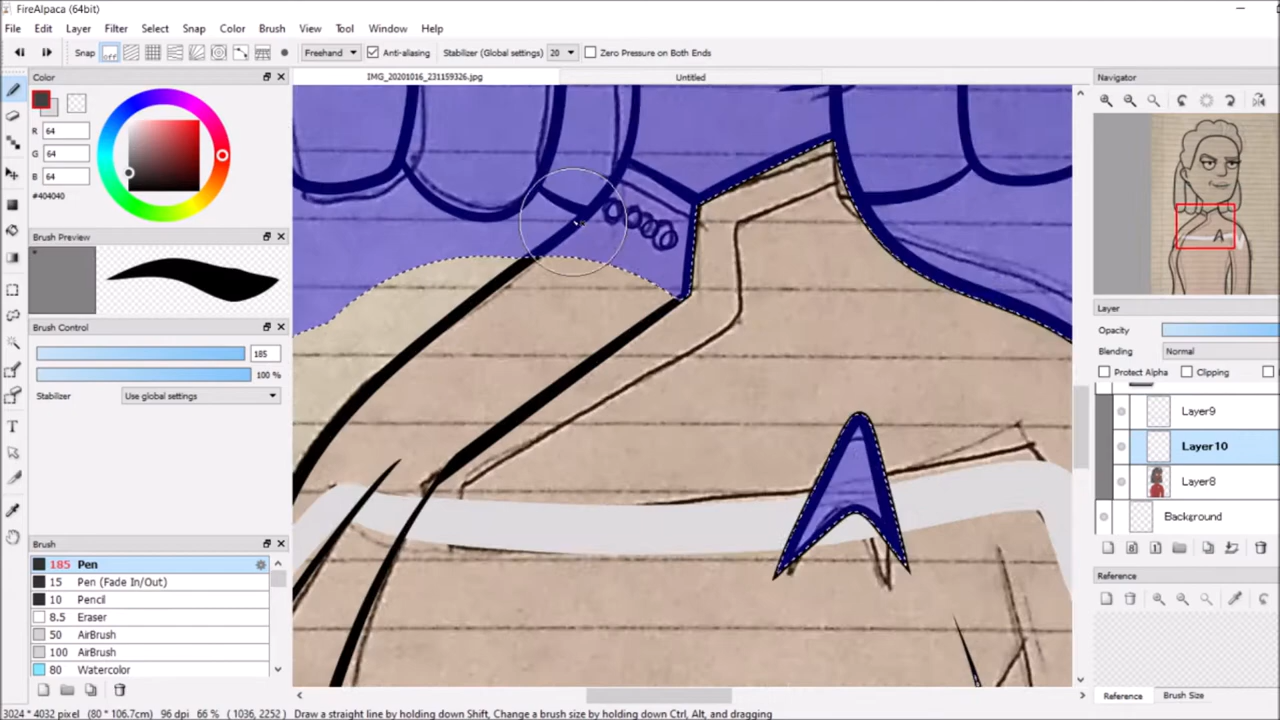 FireAlpaca (64bit)
File Edit Layer Filter Select Snap Color Brush View Tool Window Help
Snap off Freehand Anti-aliasing Stabilizer (Global settings) 20 Zero Pressure on Both Ends
Color
IMG_20201016_231159326.jpg
Untitled
Navigator
R 64
G 64
B 64
#404040
A
Brush Preview
Layer
Brush Control
Opacity
185
Blending Normal
100 %
Protect Alpha Clipping
Stabilizer Use global settings
Layer9
Layer10
Layer8
Background
Brush
185 Pen
15 Pen (Fade In/Out)
10 Pencil
8.5 Eraser
50 AirBrush
100 AirBrush
80 Watercolor
Reference
Reference Brush Size
3024 * 4032 pixel (80 * 106.7cm) 96 dpi 66 % ( 1036, 2252 ) Draw a straight line by holding down Shift, Change a brush size by holding down Ctrl, Alt, and dragging